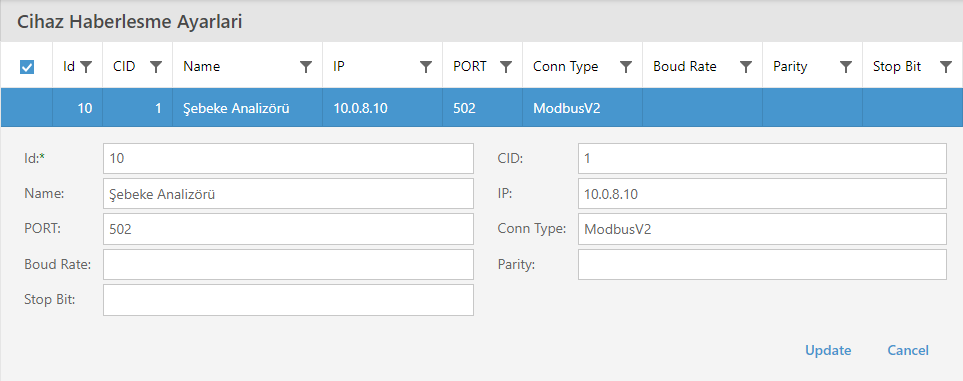 Cihaz Haberlesme Ayarlari
Id CID Name IP PORT Conn Type Boud Rate Parity Stop Bit
10 1 Şebeke Analizörü 10.0.8.10 502 ModbusV2
Id:* 10 CID: 1
Name: Şebeke Analizörü IP: 10.0.8.10
PORT: 502 Conn Type: ModbusV2
Boud Rate: Parity:
Stop Bit:
Update Cancel